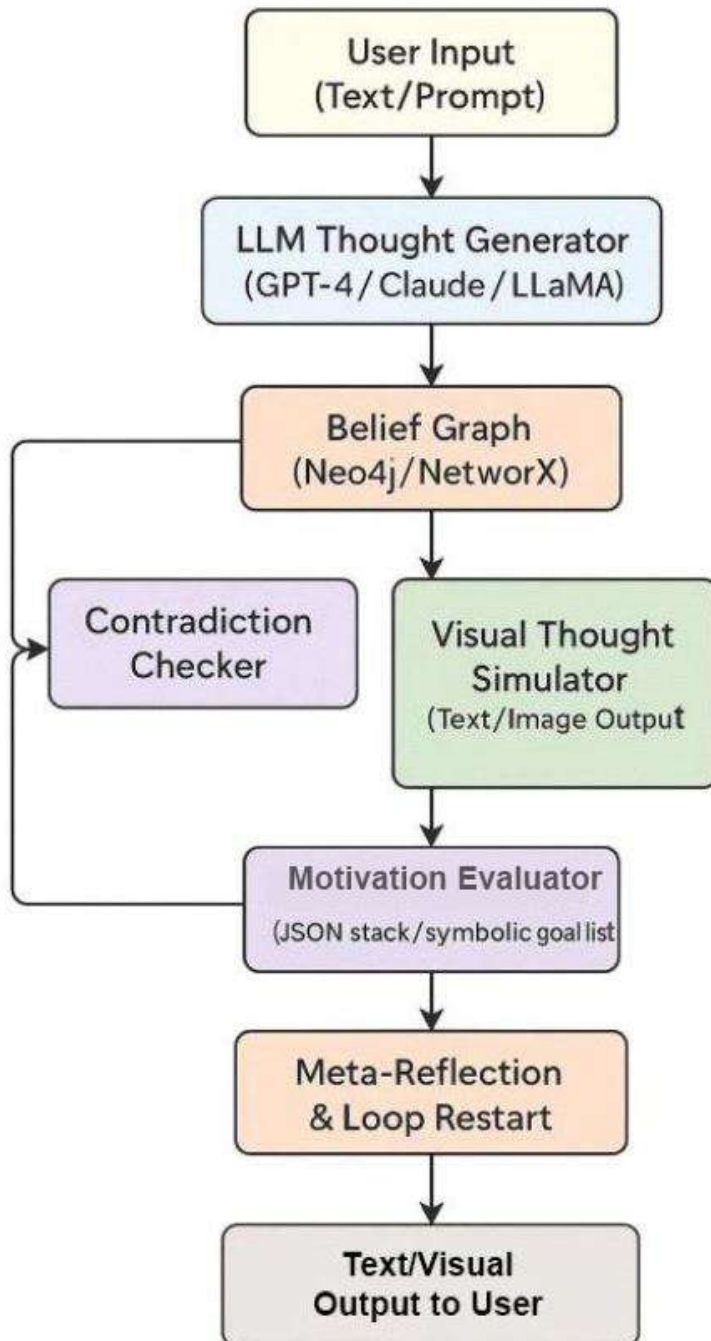 User Input
(Text/Prompt)
LLM Thought Generator
(GPT-4/Claude/LLaMA)
Belief Graph
(Neo4j/NetworX)
Contradiction
Checker
Visual Thought
Simulator
(Text/Image Output
Motivation Evaluator
(JSON stack/symbolic goal list
Meta-Reflection
& Loop Restart
Text/Visual
Output to User